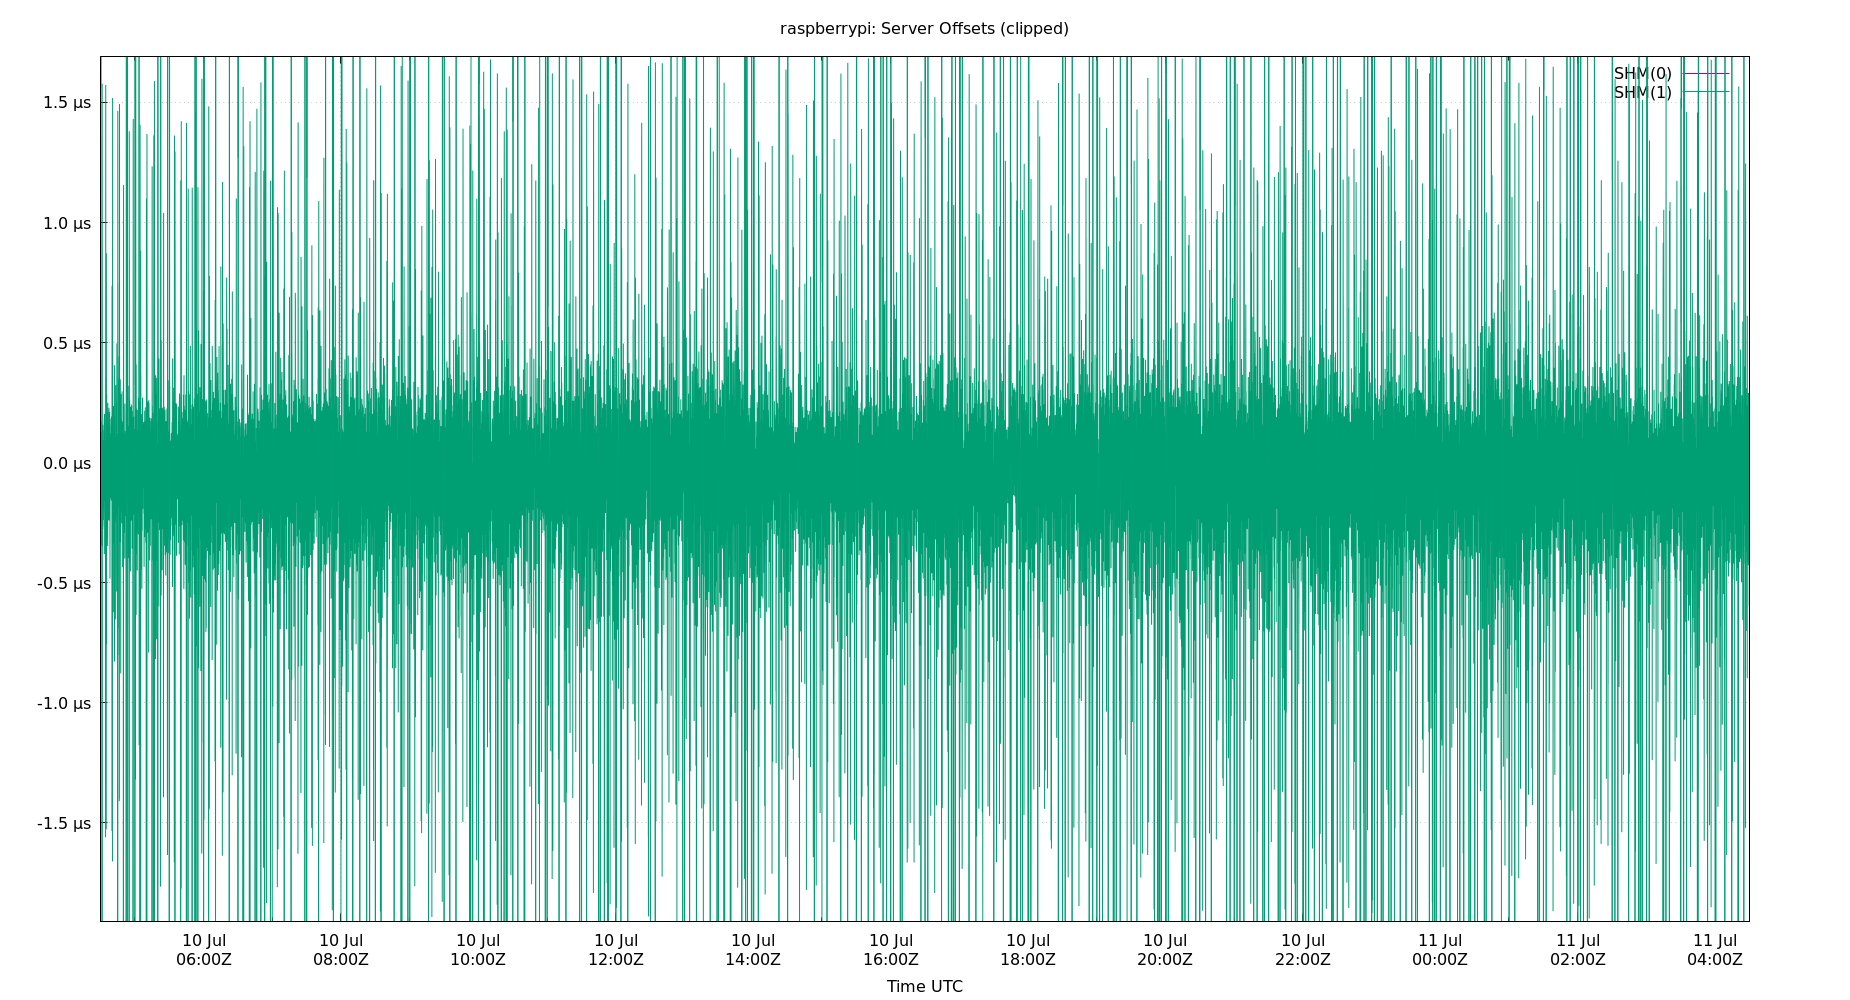 raspberrypi: Server Offsets (clipped)
SHM(0)
SHM(1)
1.5 µs
1.0 µs
0.5 µs
0.0 µs
-0.5 µs
-1.0 µs
-1.5 µs
10 Jul 10 Jul 10 Jul 10 Jul 10 Jul 10 Jul 10 Jul 10 Jul 10 Jul 11 Jul 11 Jul 11 Jul
06:00Z 08:00Z 10:00Z 12:00Z 14:00Z 16:00Z 18:00Z 20:00Z 22:00Z 00:00Z 02:00Z 04:00Z
Time UTC